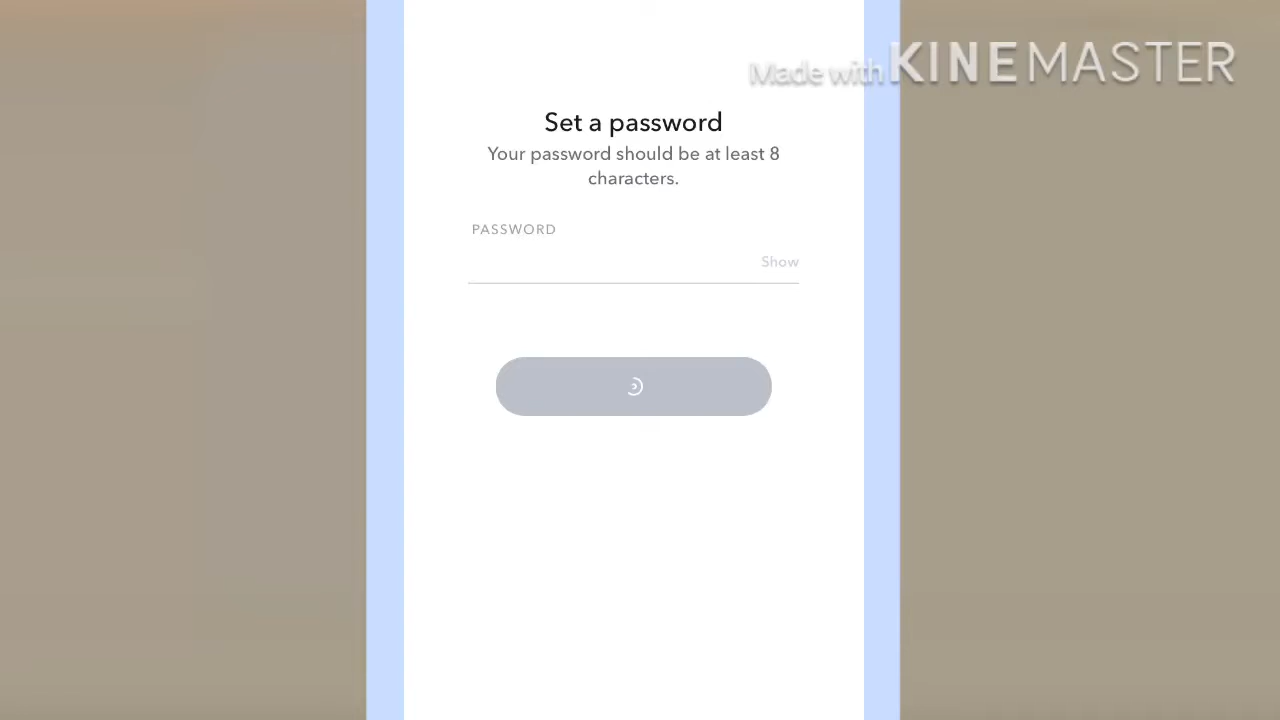 Made with KINEMASTER
Set a password
Your password should be at least 8
characters.
PASSWORD
Show